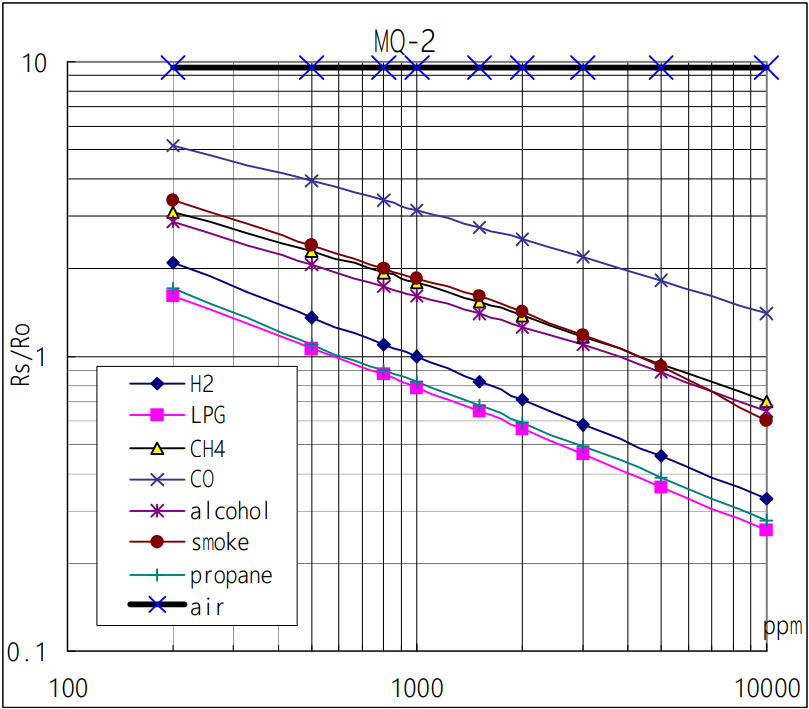 MQ-2
10
1
0.1
Rs/Ro
H2
LPG
CH4
CO
alcohol
smoke
propane
air
ppm
100
1000
10000